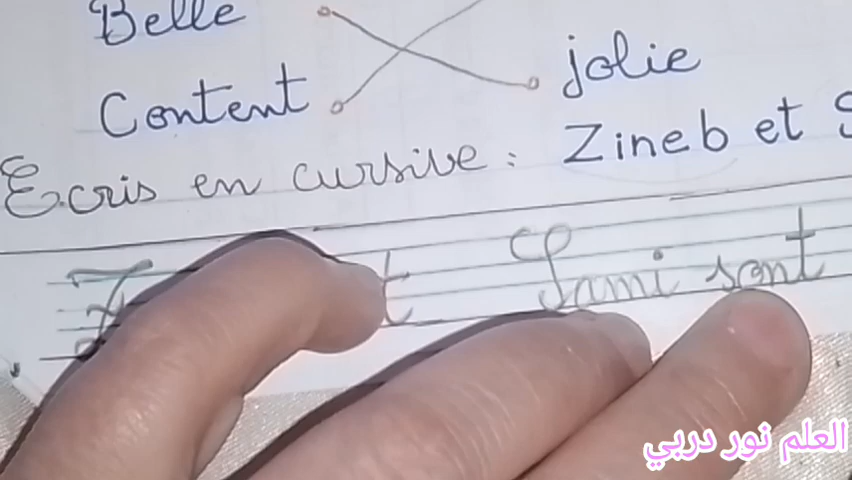 Belle
Content
jolie
Ecris en cursive : Zineb et S
Z t Sami sont
العلم نور دربي